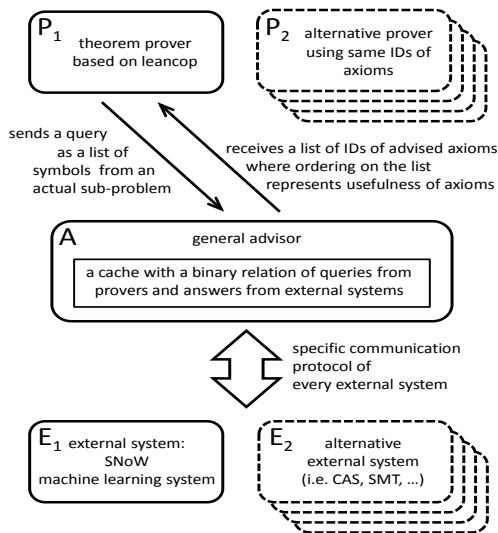 P1
theorem prover
based on leancop
P2
alternative prover
using same IDs of
axioms
sends a query
as a list of
symbols from an
actual sub-problem
receives a list of IDs of advised axioms
where ordering on the list
represents usefulness of axioms
A
general advisor
a cache with a binary relation of queries from
provers and answers from external systems
specific communication
protocol of
every external system
E1 external system:
SNoW
machine learning system
E2 alternative
external system
(i.e. CAS, SMT, ...)